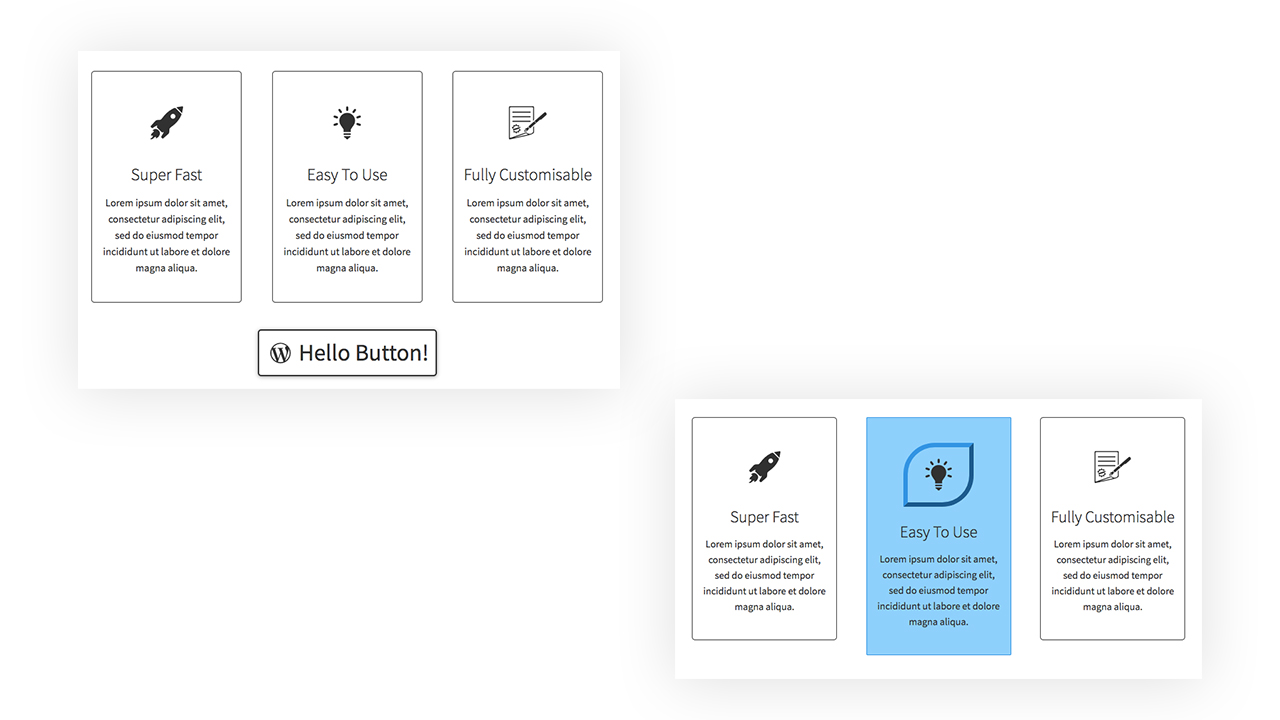 Super Fast
Lorem ipsum dolor sit amet,
consectetur adipiscing elit,
sed do eiusmod tempor
incididunt ut labore et dolore
magna aliqua.
Easy To Use
Lorem ipsum dolor sit amet,
consectetur adipiscing elit,
sed do eiusmod tempor
incididunt ut labore et dolore
magna aliqua.
Fully Customisable
Lorem ipsum dolor sit amet,
consectetur adipiscing elit,
sed do eiusmod tempor
incididunt ut labore et dolore
magna aliqua.
Hello Button!
Super Fast
Lorem ipsum dolor sit amet,
consectetur adipiscing elit,
sed do eiusmod tempor
incididunt ut labore et dolore
magna aliqua.
Easy To Use
Lorem ipsum dolor sit amet,
consectetur adipiscing elit,
sed do eiusmod tempor
incididunt ut labore et dolore
magna aliqua.
Fully Customisable
Lorem ipsum dolor sit amet,
consectetur adipiscing elit,
sed do eiusmod tempor
incididunt ut labore et dolore
magna aliqua.